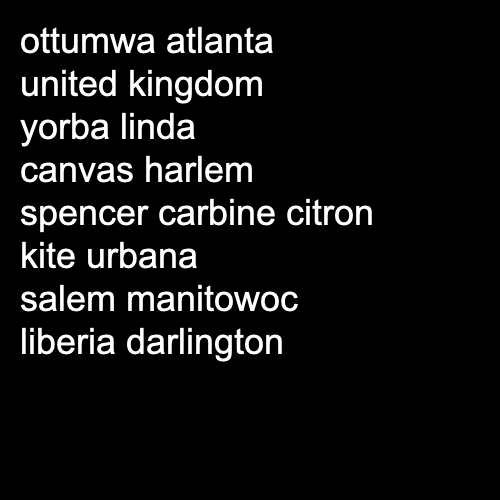 ottumwa atlanta
united kingdom
yorba linda
canvas harlem
spencer carbine citron
kite urbana
salem manitowoc
liberia darlington